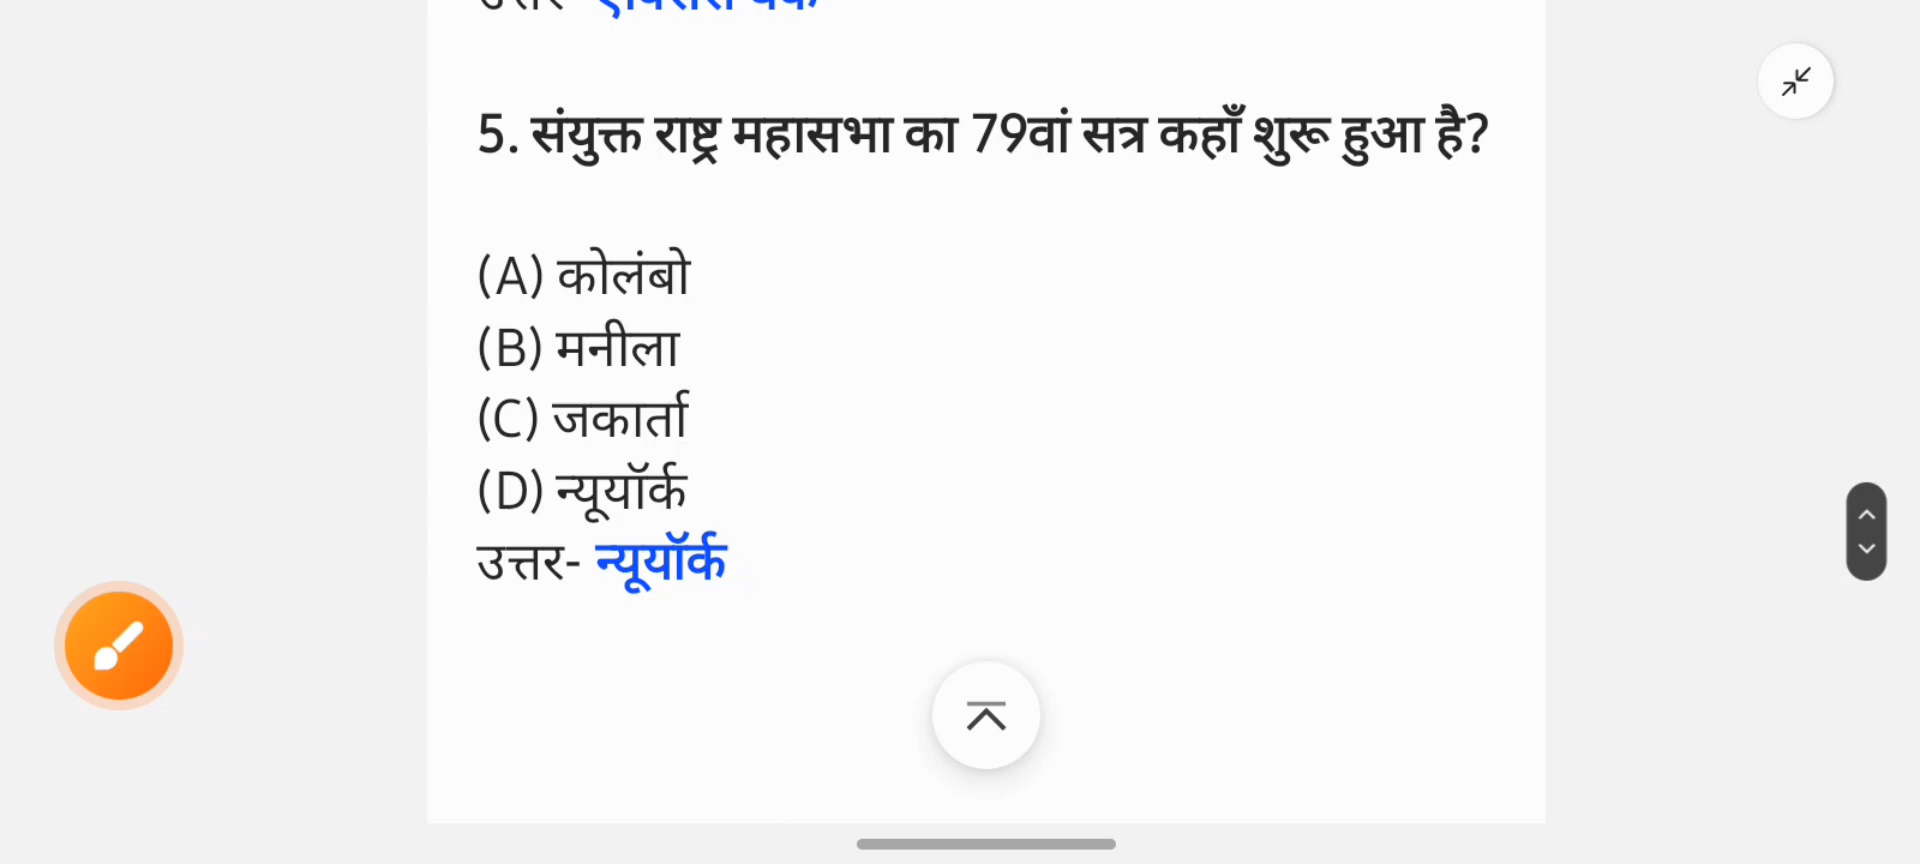 5. संयुक्त राष्ट्र महासभा का 79वां सत्र कहाँ शुरू हुआ है?
(A) कोलंबो
(B) मनीला
(C) जकार्ता
(D) न्यूयॉर्क
उत्तर- न्यूयॉर्क